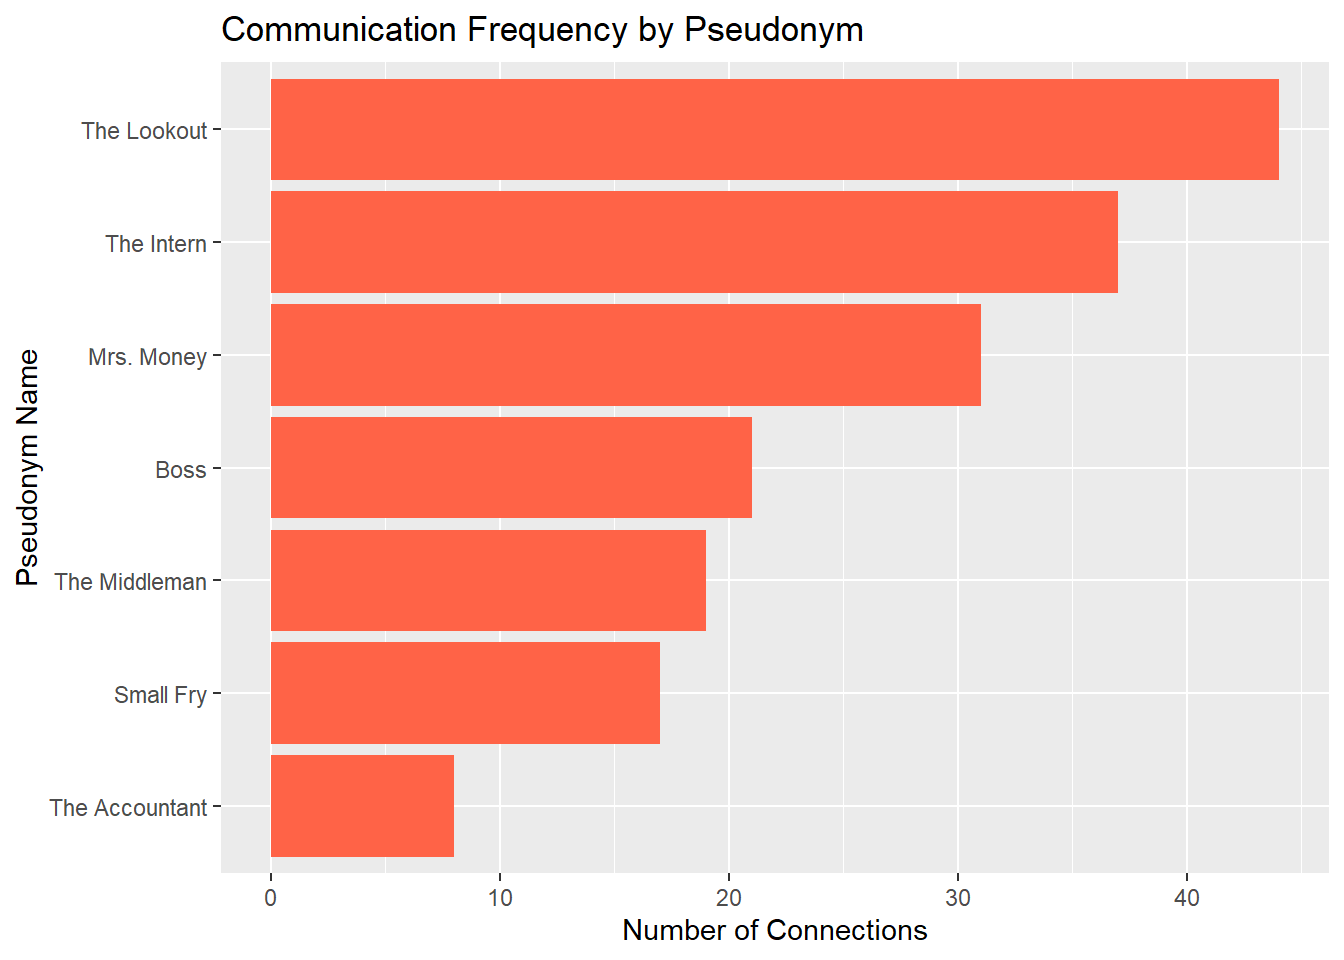 Communication Frequency by Pseudonym
The Lookout
The Intern
Mrs. Money
Boss
The Middleman
Small Fry
The Accountant
Pseudonym Name
0 10 20 30 40
Number of Connections